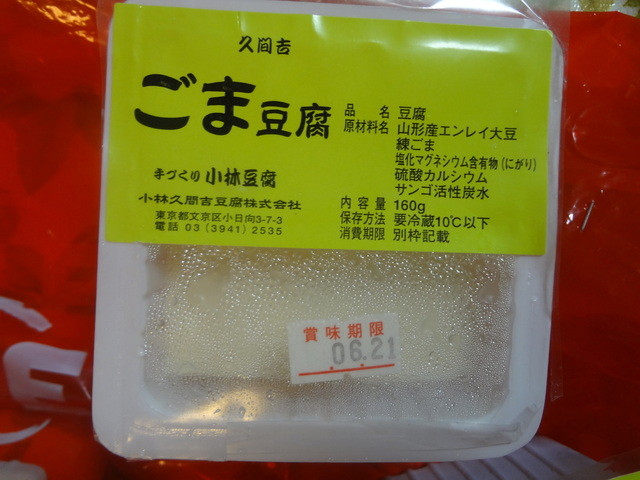 久間吉
ごま豆腐
手づくり 小林豆腐
小林久間吉豆腐株式会社
東京都文京区小日向3-7-3
電話 03 (3941) 2535
品名 豆腐
原材料名 山形産エンレイ大豆
練ごま
塩化マグネシウム含有物(にがり)
硫酸カルシウム
サンゴ活性炭水
内容量 160g
保存方法 要冷蔵10℃以下
消費期限 別枠記載
賞味期限
06.21